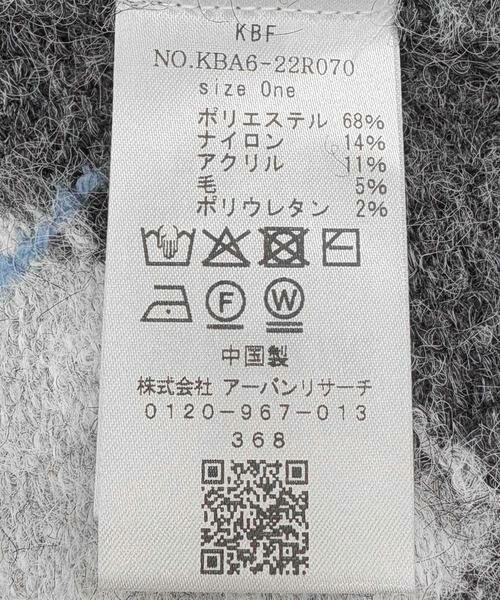 KBF
NO.KBA6-22R070
size One
ポリエステル 68%
ナイロン 14%
アクリル 11%
毛 5%
ポリウレタン 2%
F W
中国製
株式会社 アーバンリサーチ
0120-967-013
368